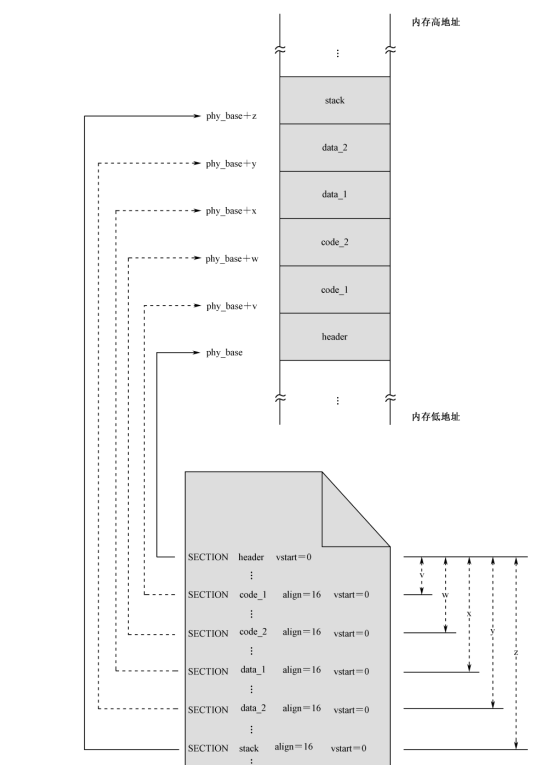 内存高地址
⋮
stack
phy_base+z
data_2
phy_base+y
data_1
phy_base+x
code_2
phy_base+w
code_1
phy_base+v
header
phy_base
⋮
内存低地址
SECTION header vstart=0
⋮
v
SECTION code_1 align=16 vstart=0
w
⋮
x
SECTION code_2 align=16 vstart=0
y
⋮
z
SECTION data_1 align=16 vstart=0
⋮
SECTION data_2 align=16 vstart=0
⋮
SECTION stack align=16 vstart=0
⋮